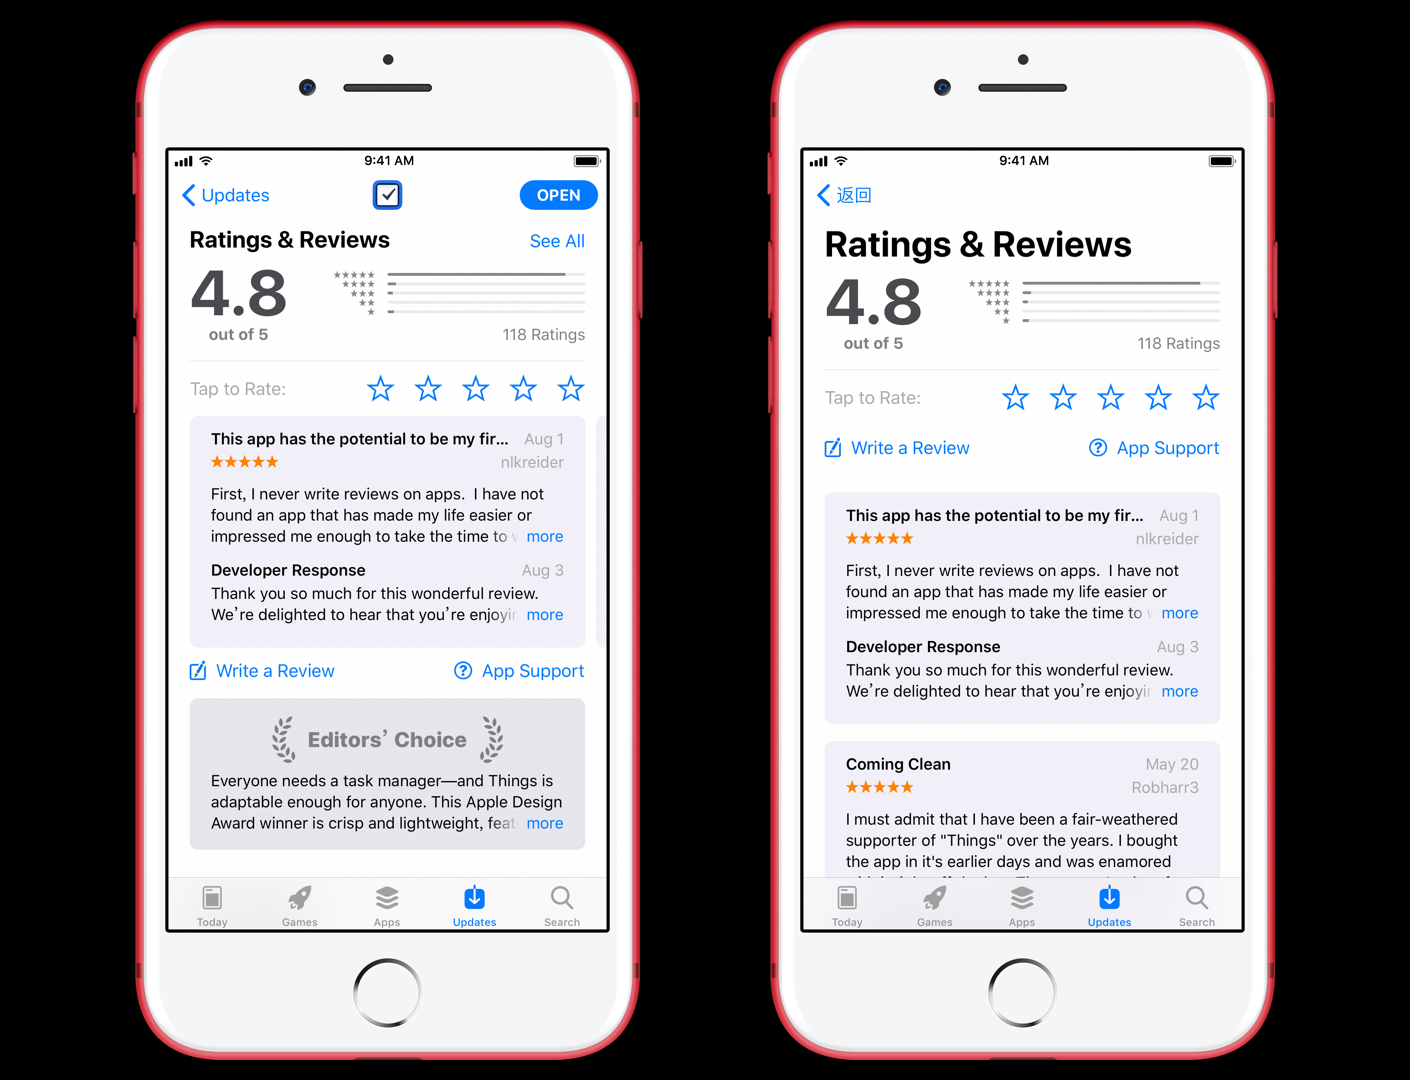 9:41 AM
Updates
OPEN
Ratings & Reviews
See All
4.8
out of 5
118 Ratings
Tap to Rate:
This app has the potential to be my fir...
Aug 1
nlkreider
First, I never write reviews on apps.  I have not
found an app that has made my life easier or
impressed me enough to take the time to
more
Developer Response
Aug 3
Thank you so much for this wonderful review.
We’re delighted to hear that you’re
more
Write a Review
App Support
Editors’ Choice
Everyone needs a task manager—and Things is
adaptable enough for anyone. This Apple Design
Award winner is crisp and lightweight,
more
Today
Games
Apps
Updates
Search
9:41 AM
返回
Ratings & Reviews
4.8
out of 5
118 Ratings
Tap to Rate:
Write a Review
App Support
This app has the potential to be my fir...
Aug 1
nlkreider
First, I never write reviews on apps.  I have not
found an app that has made my life easier or
impressed me enough to take the time to
more
Developer Response
Aug 3
Thank you so much for this wonderful review.
We’re delighted to hear that you’re
more
Coming Clean
May 20
Robharr3
I must admit that I have been a fair-weathered
supporter of "Things" over the years. I bought
the app in it's earlier days and was enamored
Today
Games
Apps
Updates
Search